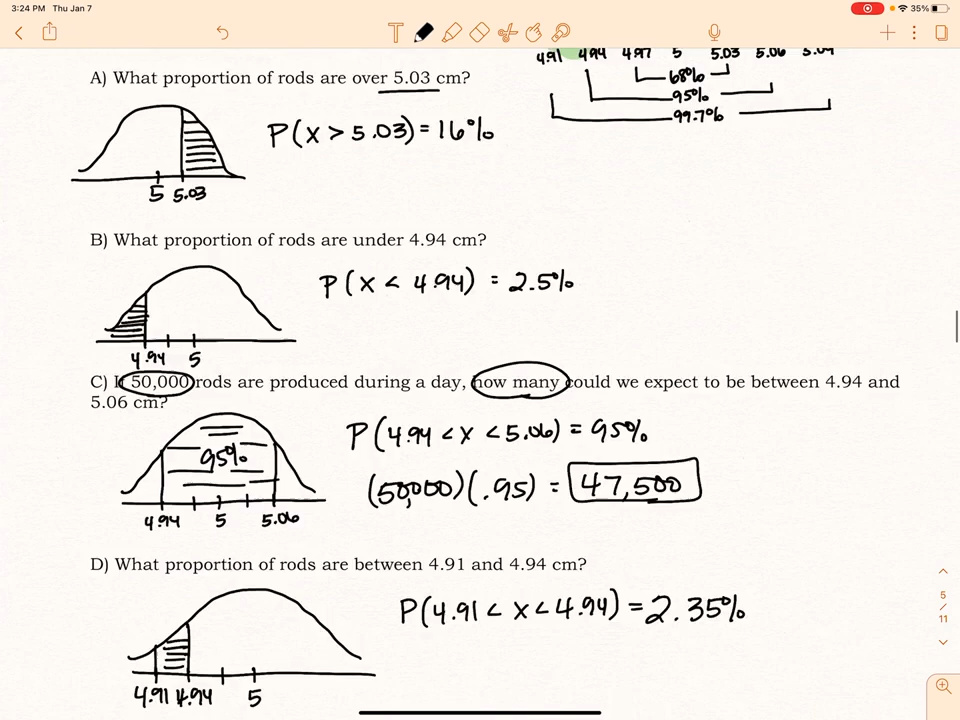 3:24 PM Thu Jan 7
35%
4.91 4.94 4.97 5 5.03 5.06 5.09
68%
95%
99.7%
A) What proportion of rods are over 5.03 cm?
P(x > 5.03) = 16%
5 5.03
B) What proportion of rods are under 4.94 cm?
P(x < 4.94) = 2.5%
4.94 5
C) If 50,000 rods are produced during a day, how many could we expect to be between 4.94 and
5.06 cm?
P(4.94 < x < 5.06) = 95%
95%
(50,000)(.95) = 47,500
4.94 5 5.06
D) What proportion of rods are between 4.91 and 4.94 cm?
P(4.91 < x < 4.94) = 2.35%
4.91 4.94 5
5
/
11